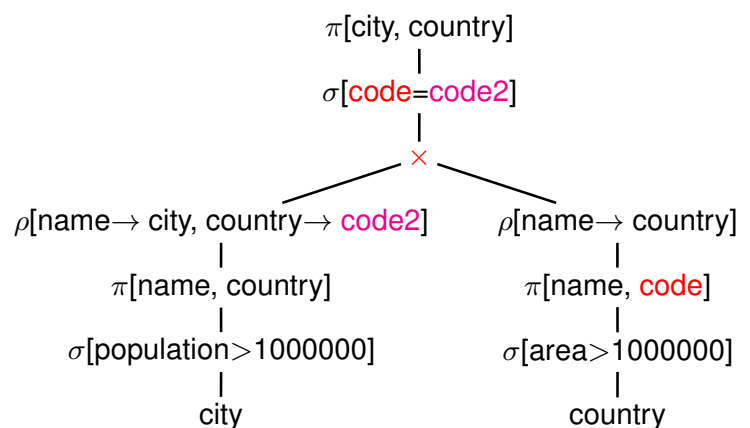 π[city, country]
σ[code=code2]
×
ρ[name→ city, country→ code2]
ρ[name→ country]
π[name, country]
π[name, code]
σ[population>1000000]
σ[area>1000000]
city
country